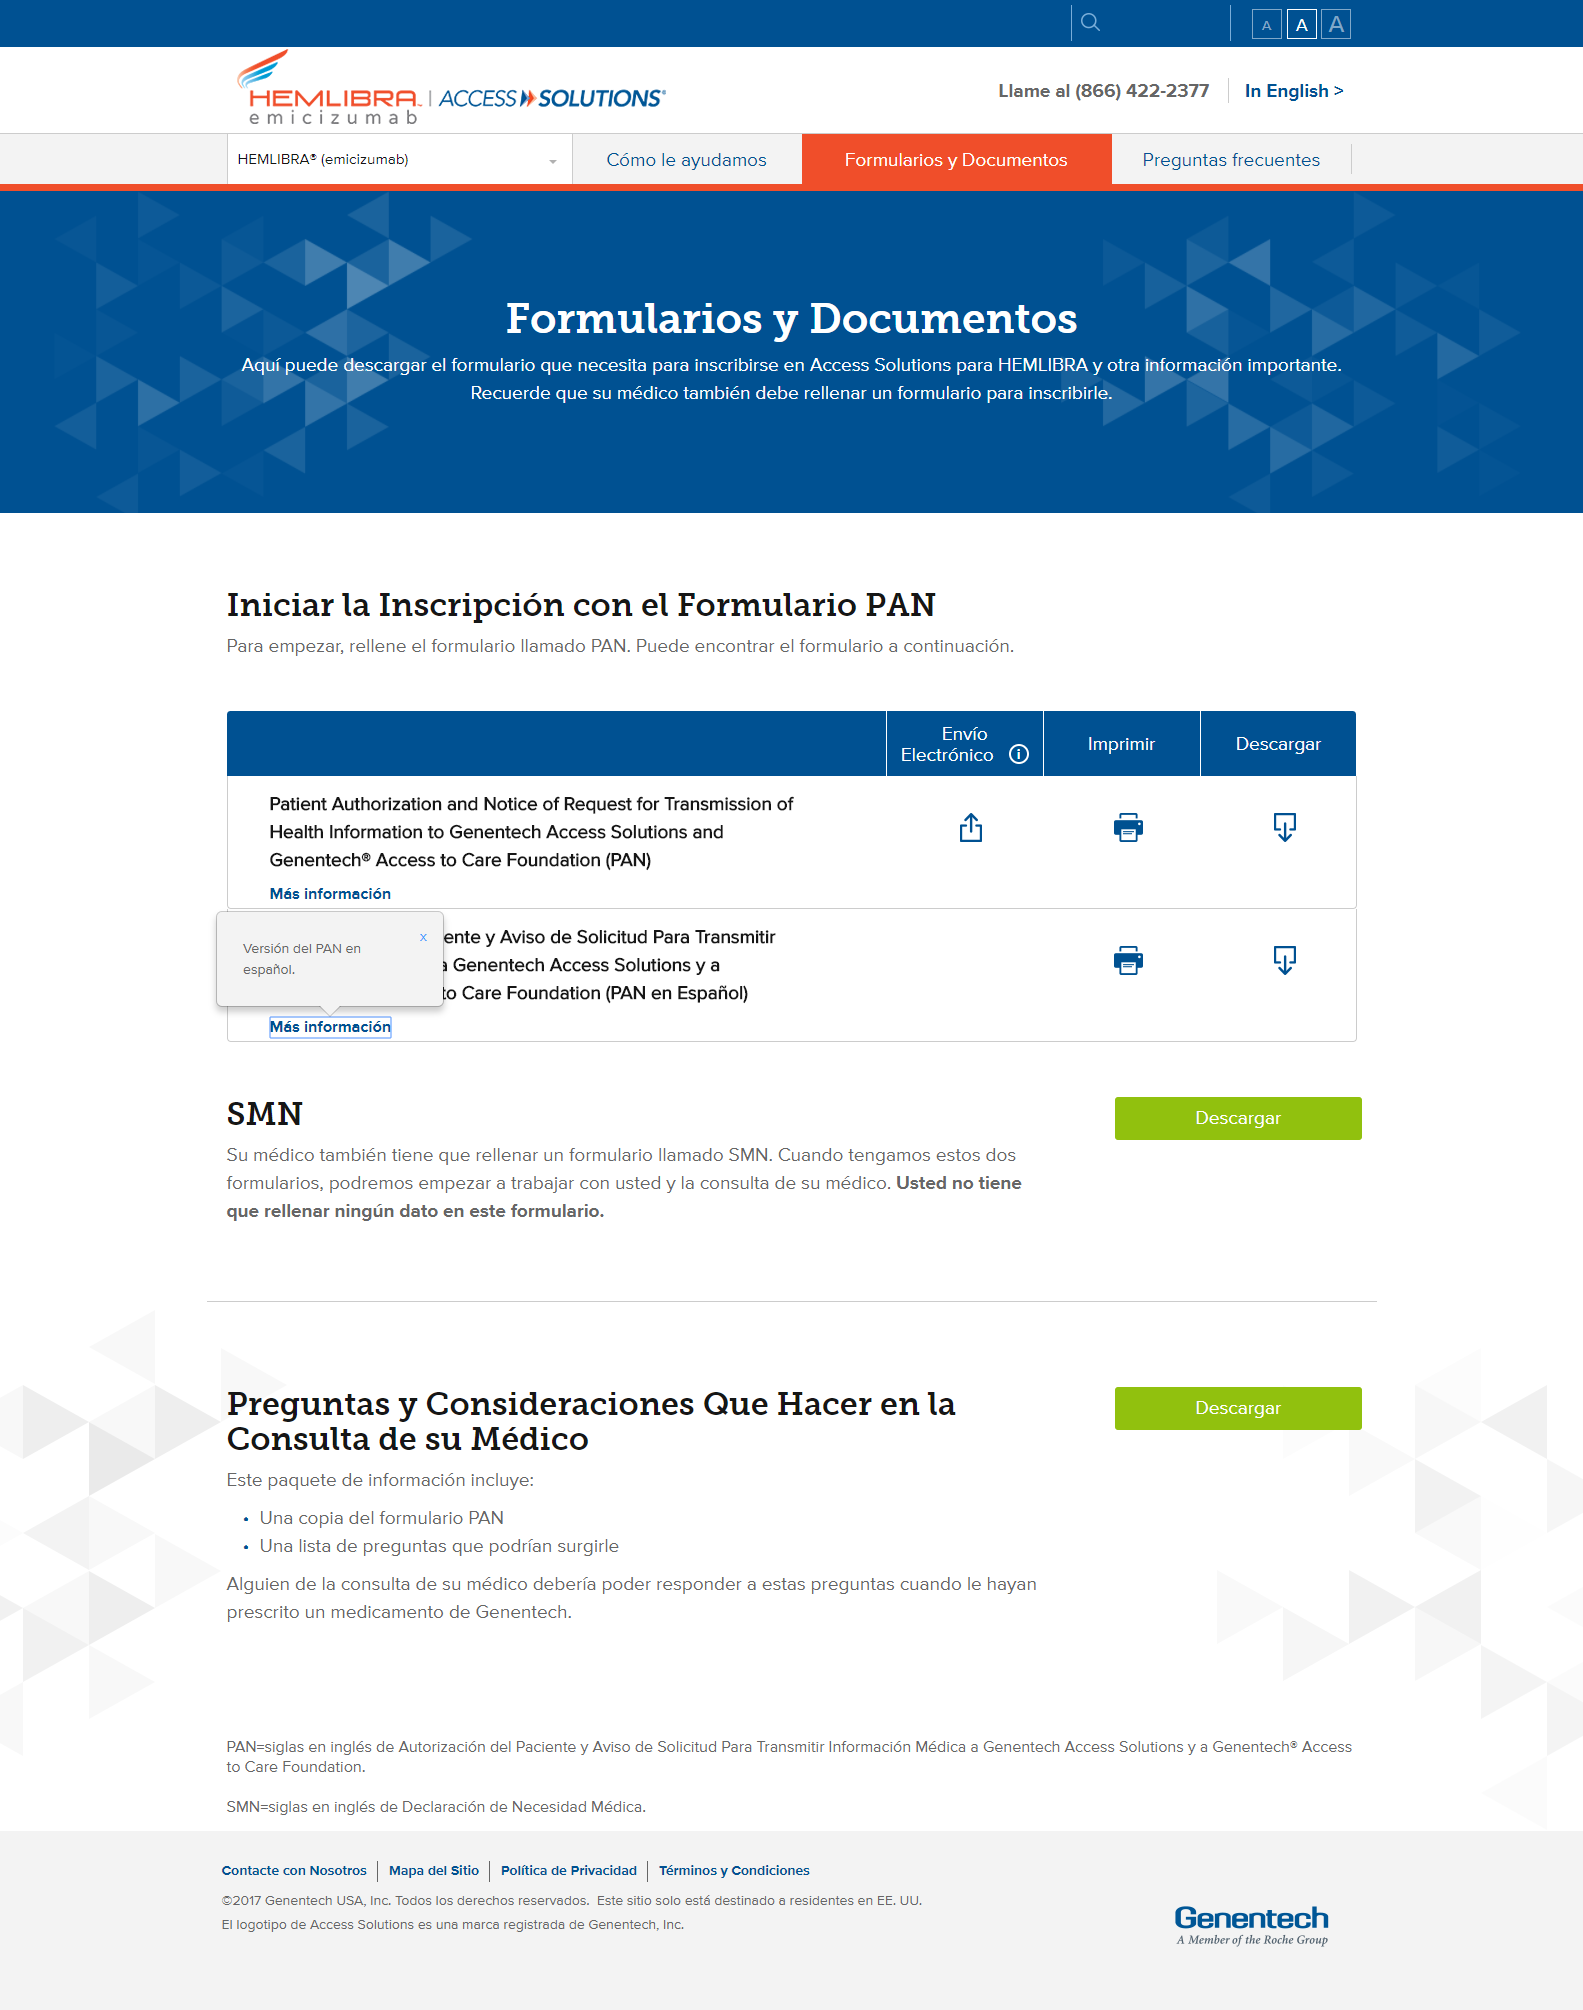 A A A
HEMLIBRA | ACCESS SOLUTIONS®
emicizumab
Llame al (866) 422-2377
In English >
HEMLIBRA® (emicizumab)
Cómo le ayudamos
Formularios y Documentos
Preguntas frecuentes
Formularios y Documentos
Aquí puede descargar el formulario que necesita para inscribirse en Access Solutions para HEMLIBRA y otra información importante.
Recuerde que su médico también debe rellenar un formulario para inscribirle.
Iniciar la Inscripción con el Formulario PAN
Para empezar, rellene el formulario llamado PAN. Puede encontrar el formulario a continuación.
Envío
Electrónico
Imprimir
Descargar
Patient Authorization and Notice of Request for Transmission of
Health Information to Genentech Access Solutions and
Genentech® Access to Care Foundation (PAN)
Más información
x
Versión del PAN en
español.
ente y Aviso de Solicitud Para Transmitir
a Genentech Access Solutions y a
to Care Foundation (PAN en Español)
Más información
SMN
Descargar
Su médico también tiene que rellenar un formulario llamado SMN. Cuando tengamos estos dos
formularios, podremos empezar a trabajar con usted y la consulta de su médico. Usted no tiene
que rellenar ningún dato en este formulario.
Preguntas y Consideraciones Que Hacer en la
Consulta de su Médico
Descargar
Este paquete de información incluye:
• Una copia del formulario PAN
• Una lista de preguntas que podrían surgirle
Alguien de la consulta de su médico debería poder responder a estas preguntas cuando le hayan
prescrito un medicamento de Genentech.
PAN=siglas en inglés de Autorización del Paciente y Aviso de Solicitud Para Transmitir Información Médica a Genentech Access Solutions y a Genentech® Access
to Care Foundation.
SMN=siglas en inglés de Declaración de Necesidad Médica.
Contacte con Nosotros | Mapa del Sitio | Política de Privacidad | Términos y Condiciones
©2017 Genentech USA, Inc. Todos los derechos reservados. Este sitio solo está destinado a residentes en EE. UU.
El logotipo de Access Solutions es una marca registrada de Genentech, Inc.
Genentech
A Member of the Roche Group